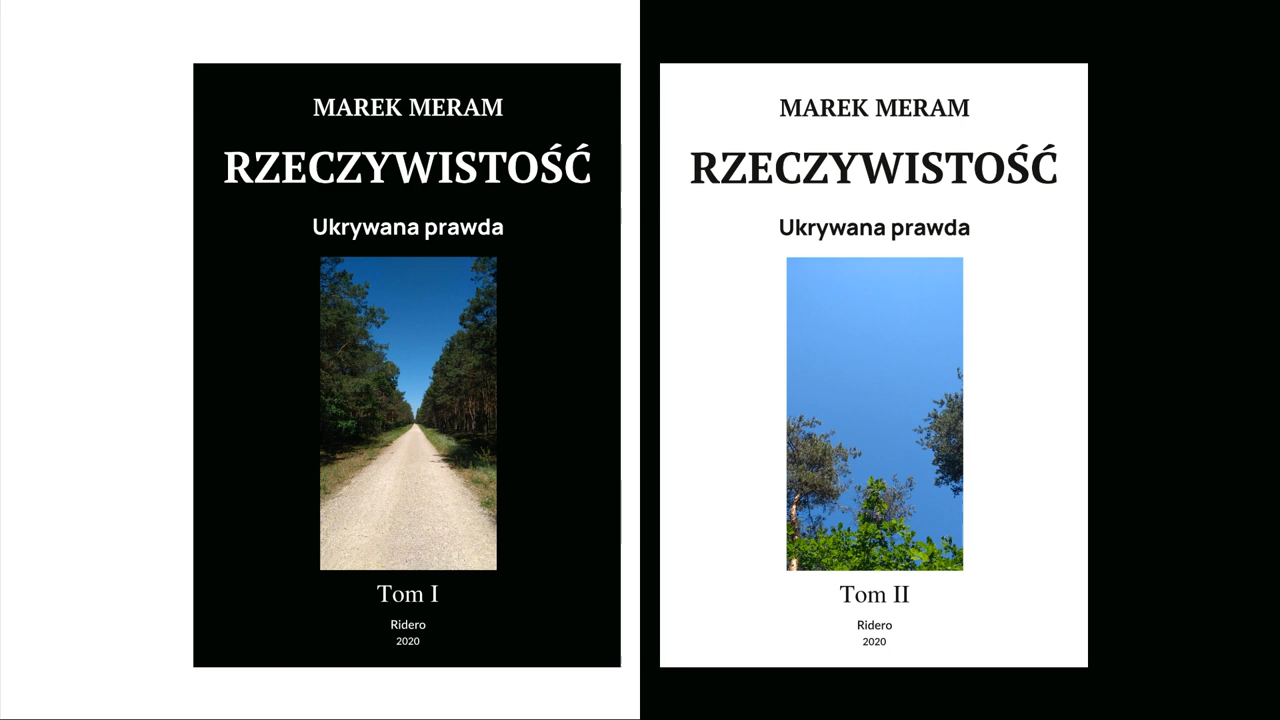 MAREK MERAM
RZECZYWISTOŚĆ
Ukrywana prawda
Tom I
Ridero
2020
MAREK MERAM
RZECZYWISTOŚĆ
Ukrywana prawda
Tom II
Ridero
2020